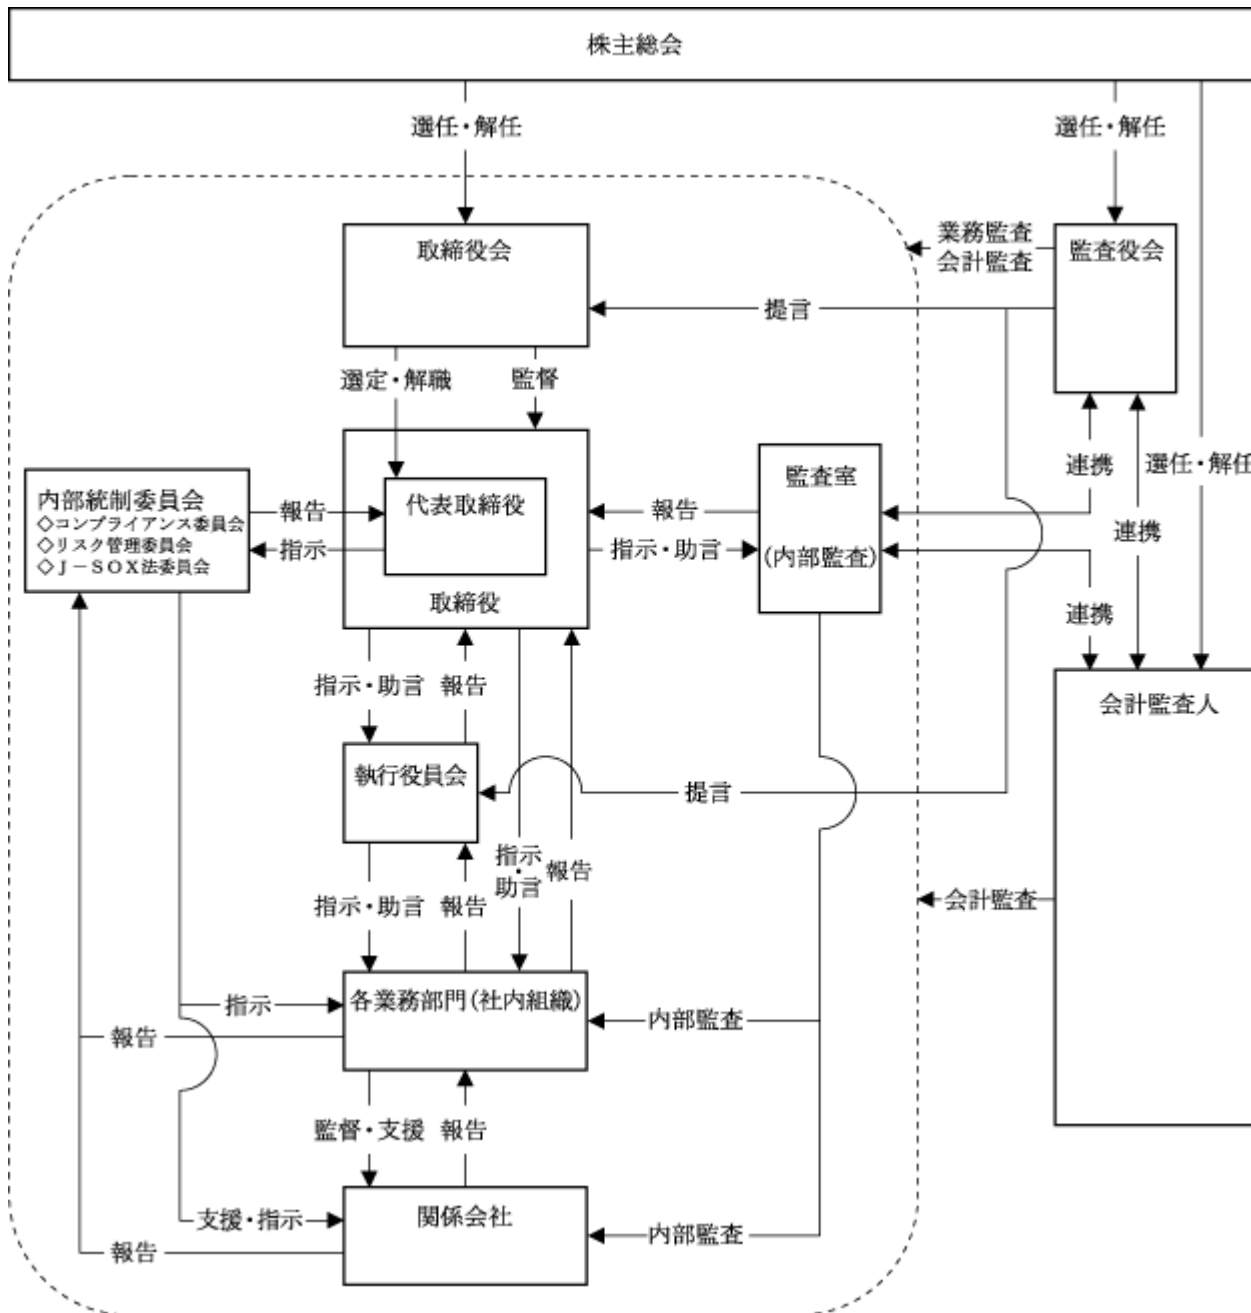 株主総会
選任・解任
選任・解任
取締役会
業務監査
会計監査
監査役会
提言
選定・解職
監督
内部統制委員会
◇コンプライアンス委員会
◇リスク管理委員会
◇J－SOX法委員会
報告
指示
代表取締役
取締役
報告
指示・助言
監査室
(内部監査)
連携
連携
選任・解任
連携
指示・助言
報告
会計監査人
執行役員会
提言
指示・助言
報告
指示
・
助言
報告
会計監査
各業務部門(社内組織)
指示
報告
内部監査
監督・支援
報告
関係会社
支援・指示
報告
内部監査